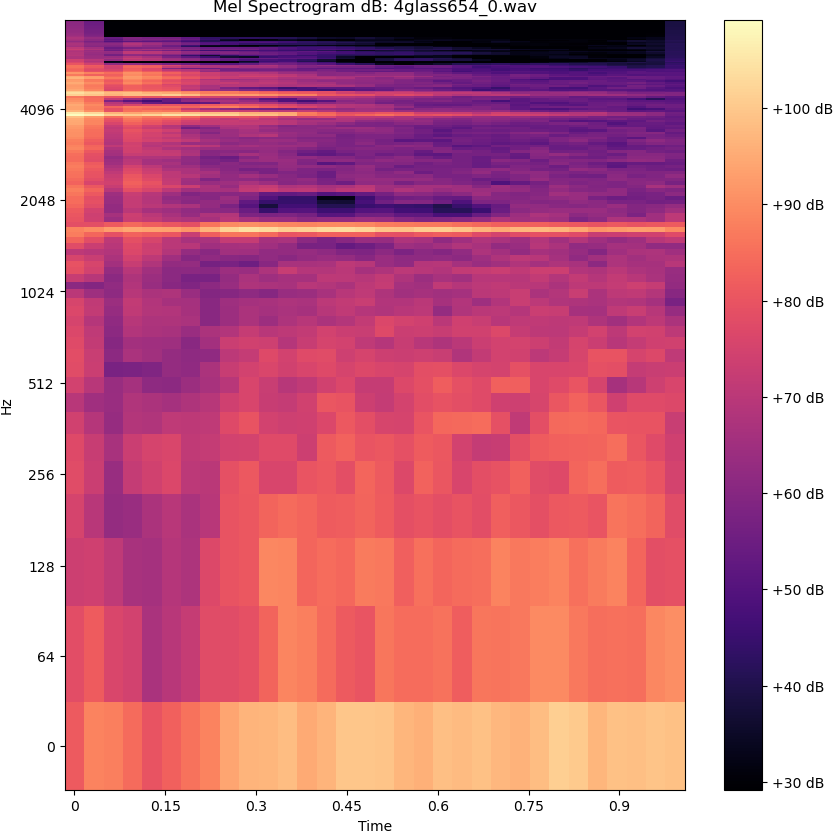 Mel Spectrogram dB: 4glass654_0.wav
4096
2048
1024
512
256
128
64
0
Hz
0 0.15 0.3 0.45 0.6 0.75 0.9
Time
+100 dB
+90 dB
+80 dB
+70 dB
+60 dB
+50 dB
+40 dB
+30 dB